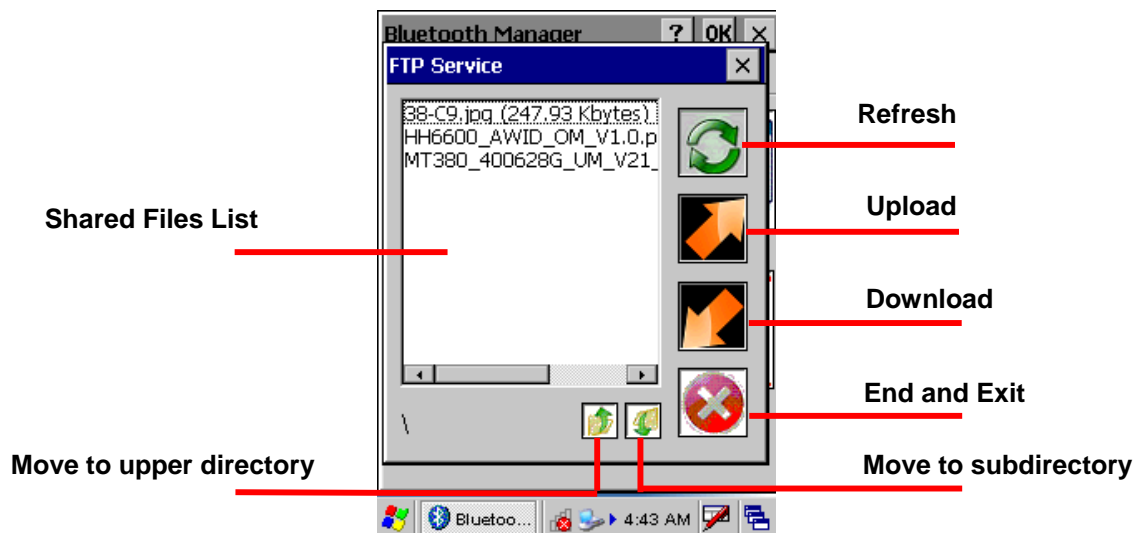 Bluetooth Manager ? OK ×
FTP Service ×
38-C9.jpg (247.93 Kbytes)
HH6600_AWID_OM_V1.0.p
MT380_400628G_UM_V21_
Refresh
Shared Files List
Upload
Download
End and Exit
\
Move to upper directory
Move to subdirectory
Bluetoo...
4:43 AM